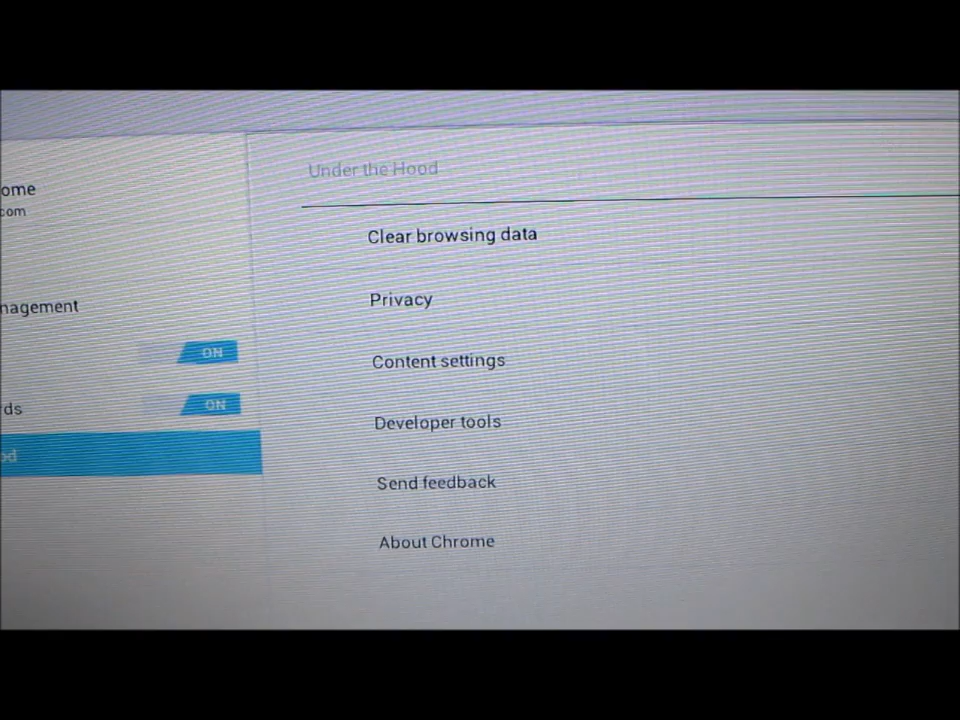 ome
com
nagement
ON
rds
ON
od
Under the Hood
Clear browsing data
Privacy
Content settings
Developer tools
Send feedback
About Chrome